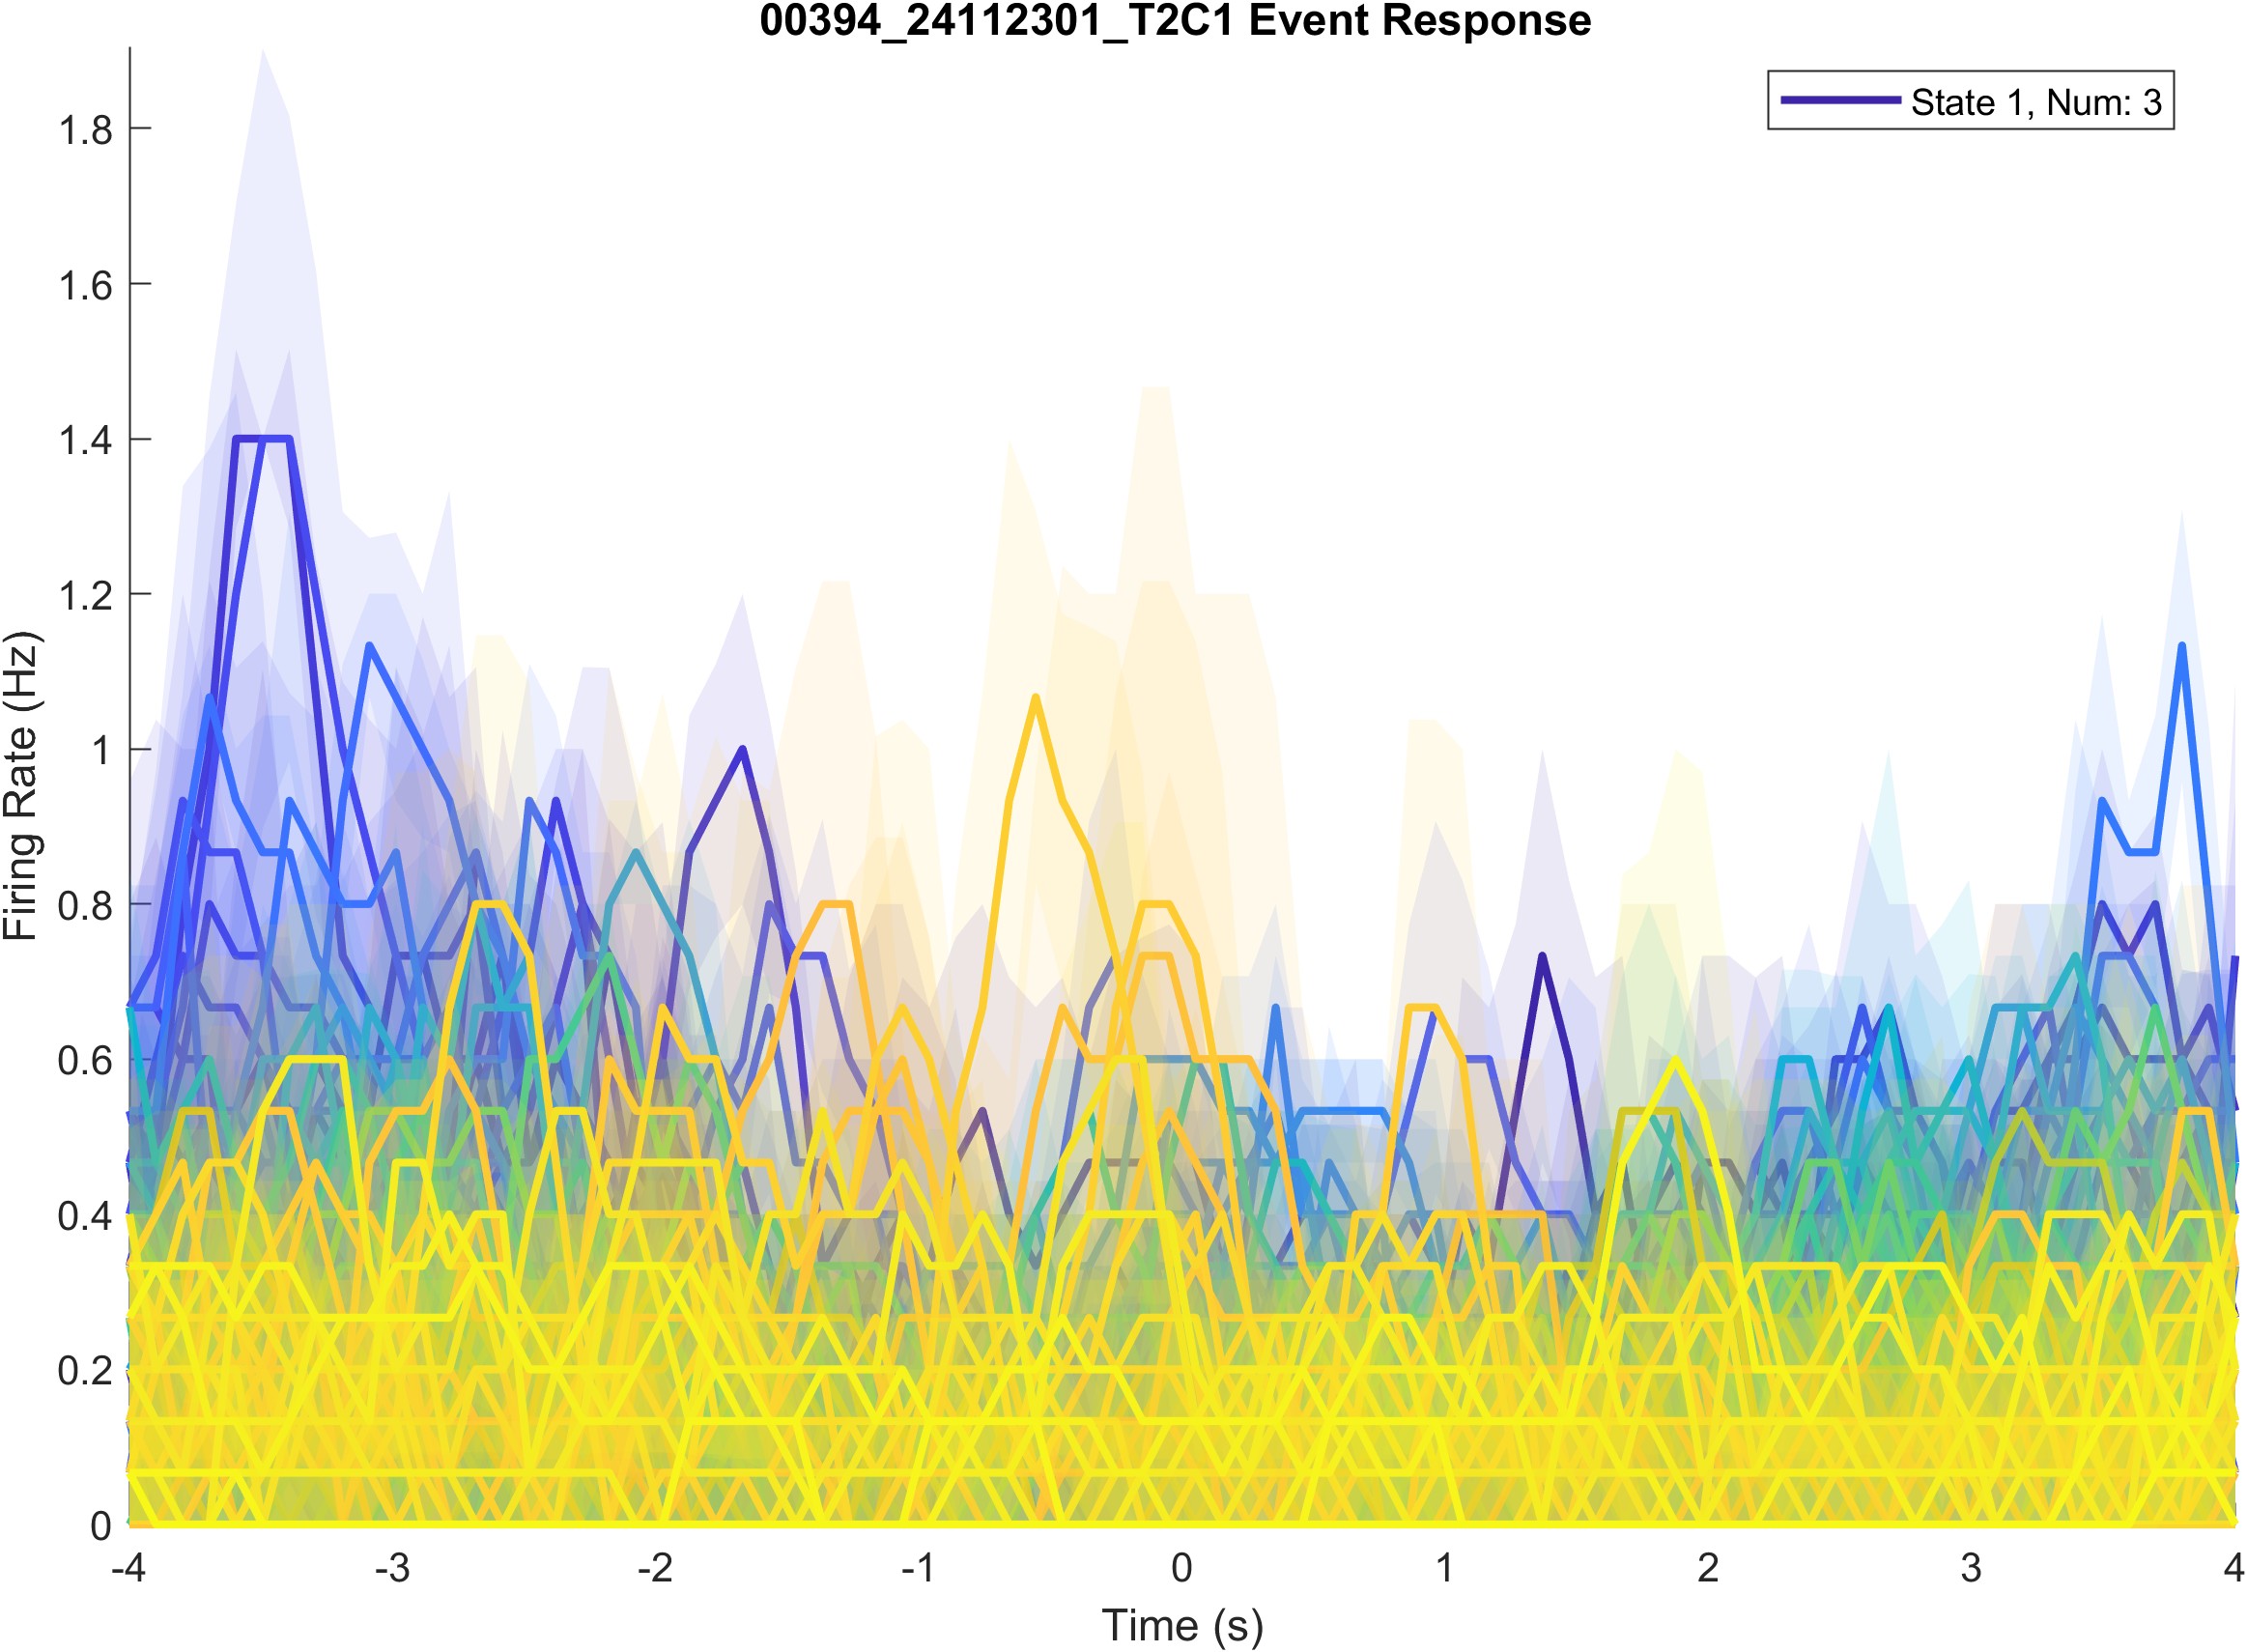 00394_24112301_T2C1 Event Response
State 1, Num: 3
Firing Rate (Hz)
1.8
1.6
1.4
1.2
1
0.8
0.6
0.4
0.2
0
-4 -3 -2 -1 0 1 2 3 4
Time (s)